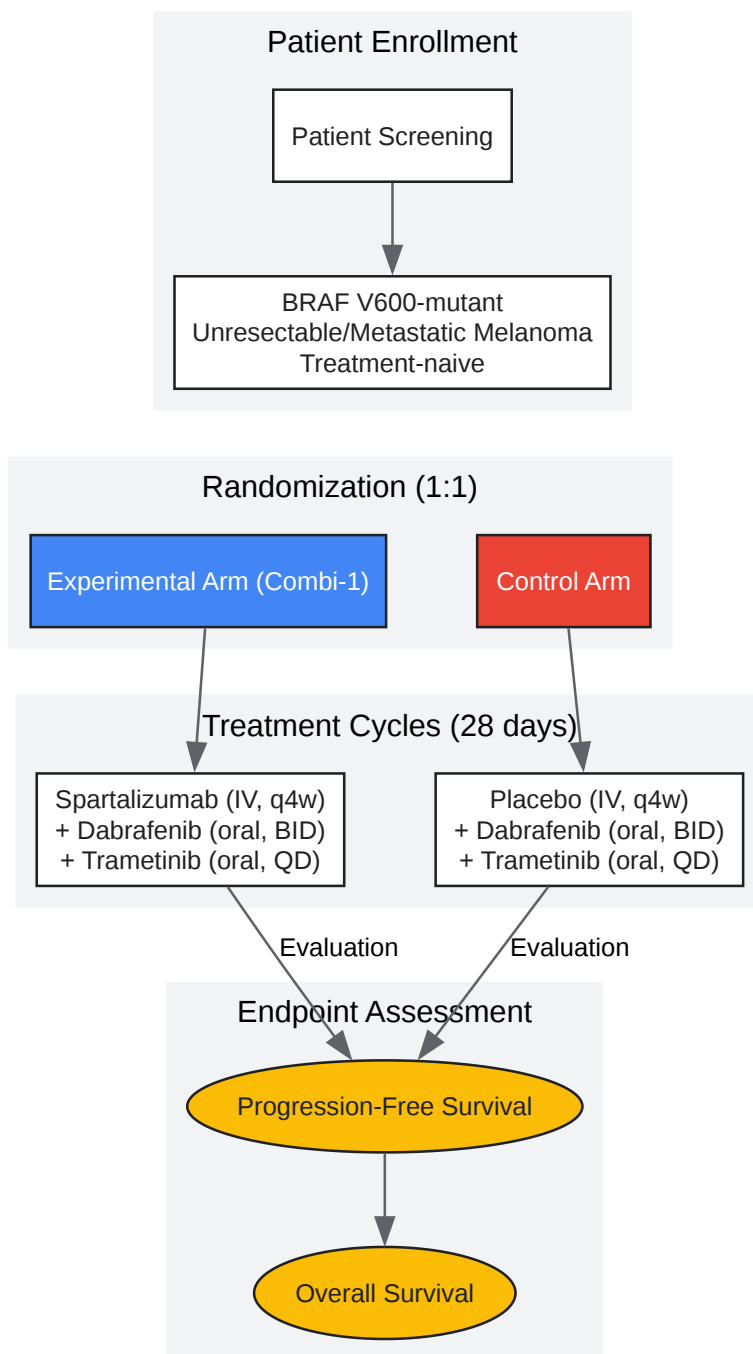 Patient Enrollment
Patient Screening
BRAF V600-mutant
Unresectable/Metastatic Melanoma
Treatment-naive
Randomization (1:1)
Experimental Arm (Combi-1)
Control Arm
Treatment Cycles (28 days)
Spartalizumab (IV, q4w)
+ Dabrafenib (oral, BID)
+ Trametinib (oral, QD)
Placebo (IV, q4w)
+ Dabrafenib (oral, BID)
+ Trametinib (oral, QD)
Evaluation
Evaluation
Endpoint Assessment
Progression-Free Survival
Overall Survival